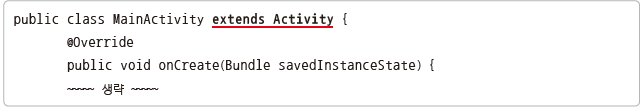 public class MainActivity extends Activity {
@Override
public void onCreate(Bundle savedInstanceState) {
~~~~~ 생략 ~~~~~